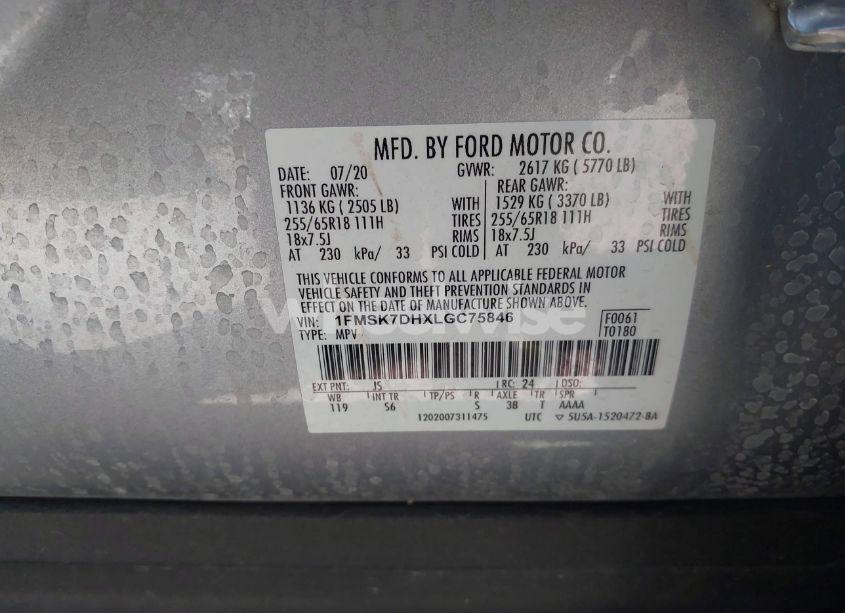 MFD. BY FORD MOTOR CO.
DATE: 07/20 GVWR: 2617 KG ( 5770 LB)
FRONT GAWR: REAR GAWR:
1136 KG ( 2505 LB) WITH 1529 KG ( 3370 LB) WITH
255/65R18 111H TIRES 255/65R18 111H TIRES
18x7.5J RIMS 18x7.5J RIMS
AT 230 kPa/ 33 PSI COLD AT 230 kPa/ 33 PSI COLD
THIS VEHICLE CONFORMS TO ALL APPLICABLE FEDERAL MOTOR
VEHICLE SAFETY AND THEFT PREVENTION STANDARDS IN
EFFECT ON THE DATE OF MANUFACTURE SHOWN ABOVE.
VIN: 1FMSK7DHXLGC75846 F0061
TYPE: MPV T0180
EXT PNT: JS RC: 24 DSO:
WB INT TR TP/PS R AXLE TR SPR
119 S6 S 3B T AAAA
1202007311475 UTC ▽ 5U5A-1520472-BA